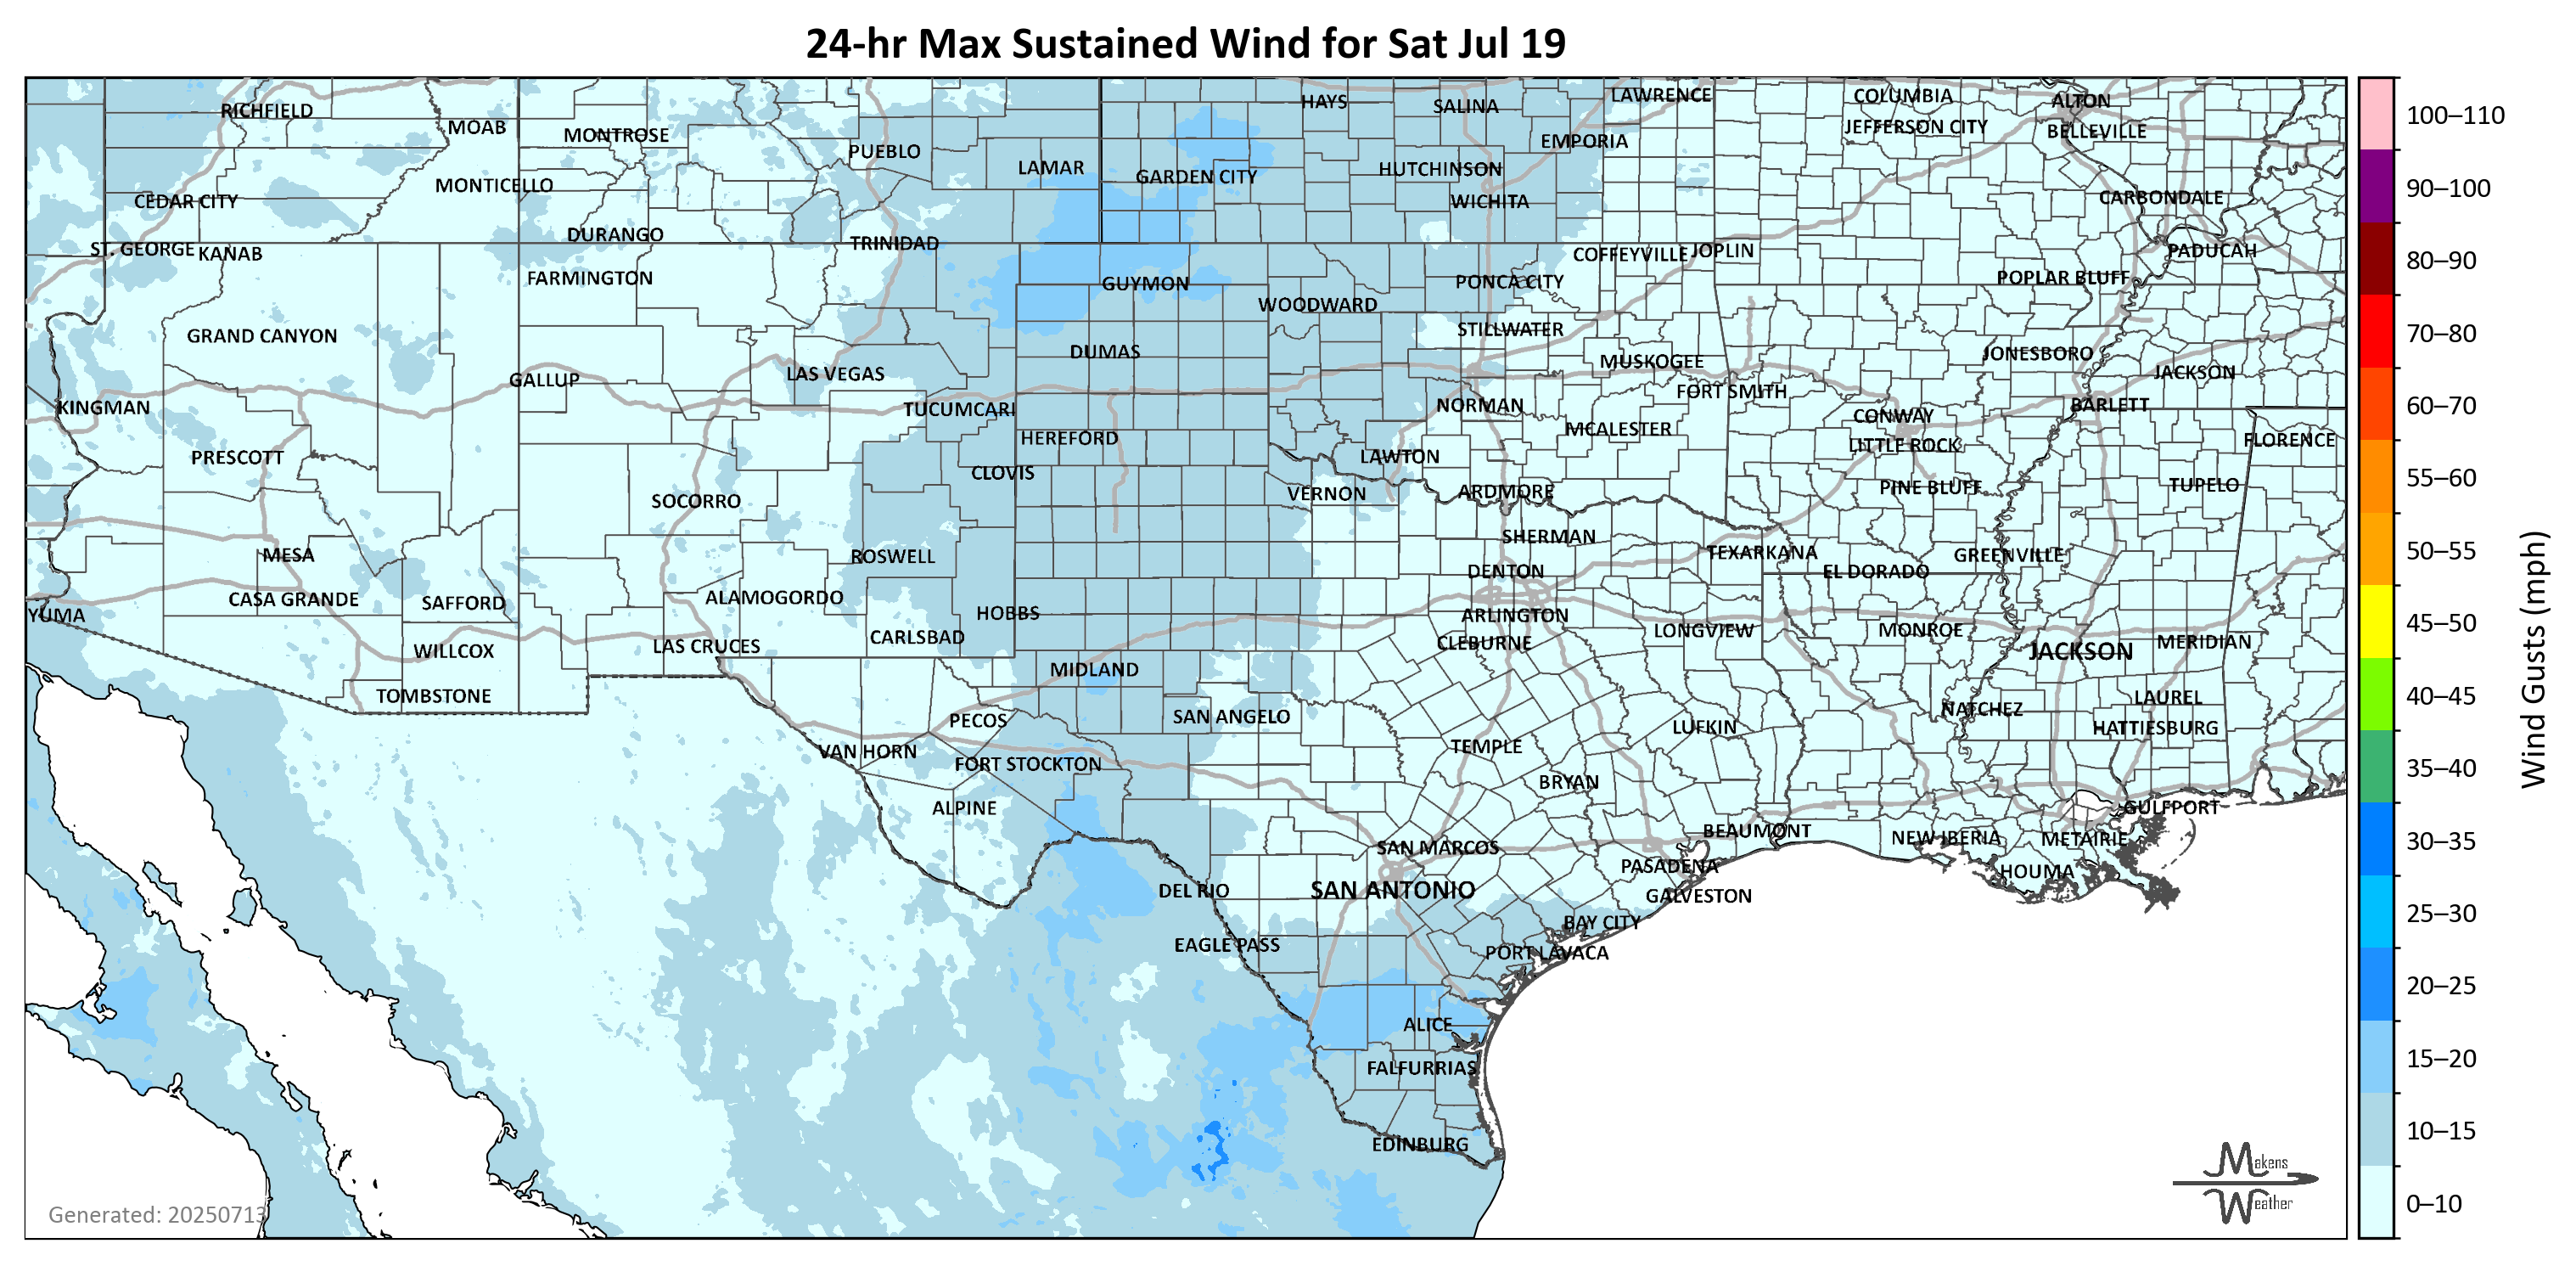 24-hr Max Sustained Wind for Sat Jul 19
RICHFIELD
MOAB
MONTROSE
PUEBLO
LAMAR
HAYS
SALINA
LAWRENCE
EMPORIA
COLUMBIA
JEFFERSON CITY
ALTON
BELLEVILLE
MONTICELLO
CEDAR CITY
GARDEN CITY
HUTCHINSON
WICHITA
CARBONDALE
ST. GEORGE
KANAB
DURANGO
TRINIDAD
COFFEYVILLE
JOPLIN
PADUCAH
FARMINGTON
GUYMON
PONCA CITY
POPLAR BLUFF
WOODWARD
GRAND CANYON
STILLWATER
DUMAS
MUSKOGEE
JONESBORO
GALLUP
LAS VEGAS
JACKSON
KINGMAN
TUCUMCARI
NORMAN
FORT SMITH
CONWAY
BARLETT
HEREFORD
MCALESTER
LITTLE ROCK
FLORENCE
PRESCOTT
CLOVIS
LAWTON
SOCORRO
VERNON
ARDMORE
PINE BLUFF
TUPELO
MESA
ROSWELL
SHERMAN
TEXARKANA
GREENVILLE
DENTON
EL DORADO
YUMA
CASA GRANDE
SAFFORD
ALAMOGORDO
HOBBS
ARLINGTON
CLEBURNE
LONGVIEW
MONROE
WILLCOX
LAS CRUCES
CARLSBAD
MIDLAND
JACKSON
MERIDIAN
TOMBSTONE
PECOS
SAN ANGELO
LUFKIN
NATCHEZ
LAUREL
HATTIESBURG
VAN HORN
FORT STOCKTON
TEMPLE
BRYAN
ALPINE
GULFPORT
SAN MARCOS
BEAUMONT
NEW IBERIA
METAIRIE
PASADENA
HOUMA
DEL RIO
SAN ANTONIO
GALVESTON
BAY CITY
EAGLE PASS
PORT LAVACA
ALICE
FALFURRIAS
EDINBURG
Generated: 20250713
Makens
Weather
100–110
90–100
80–90
70–80
60–70
55–60
50–55
45–50
40–45
35–40
30–35
25–30
20–25
15–20
10–15
0–10
Wind Gusts (mph)